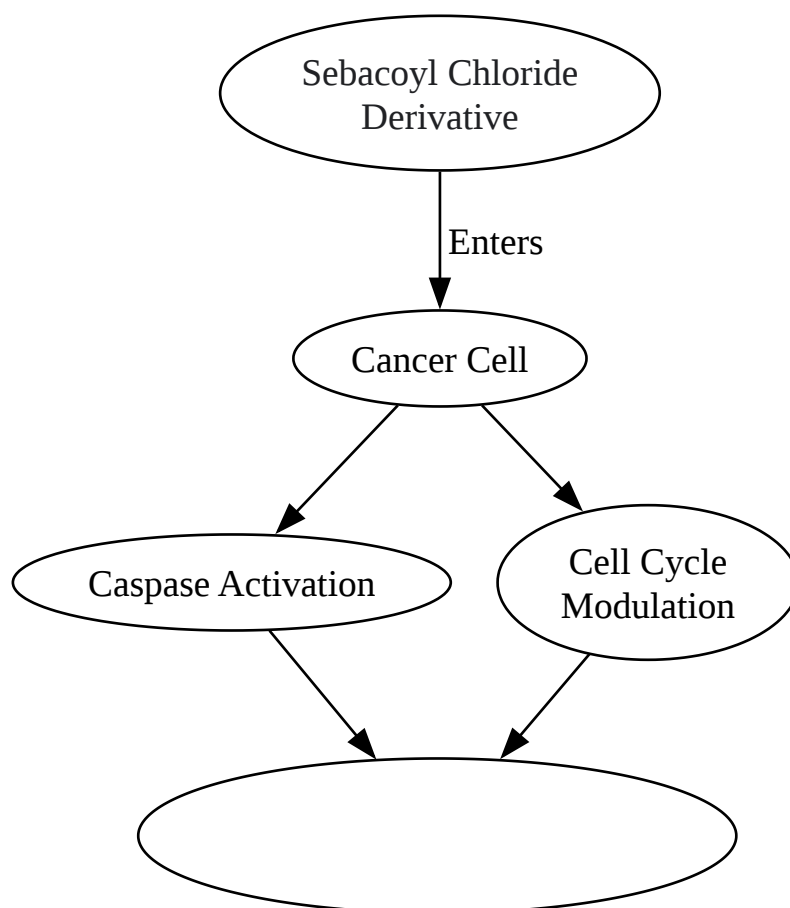 Sebacoyl Chloride
Derivative
Enters
Cancer Cell
Caspase Activation
Cell Cycle
Modulation